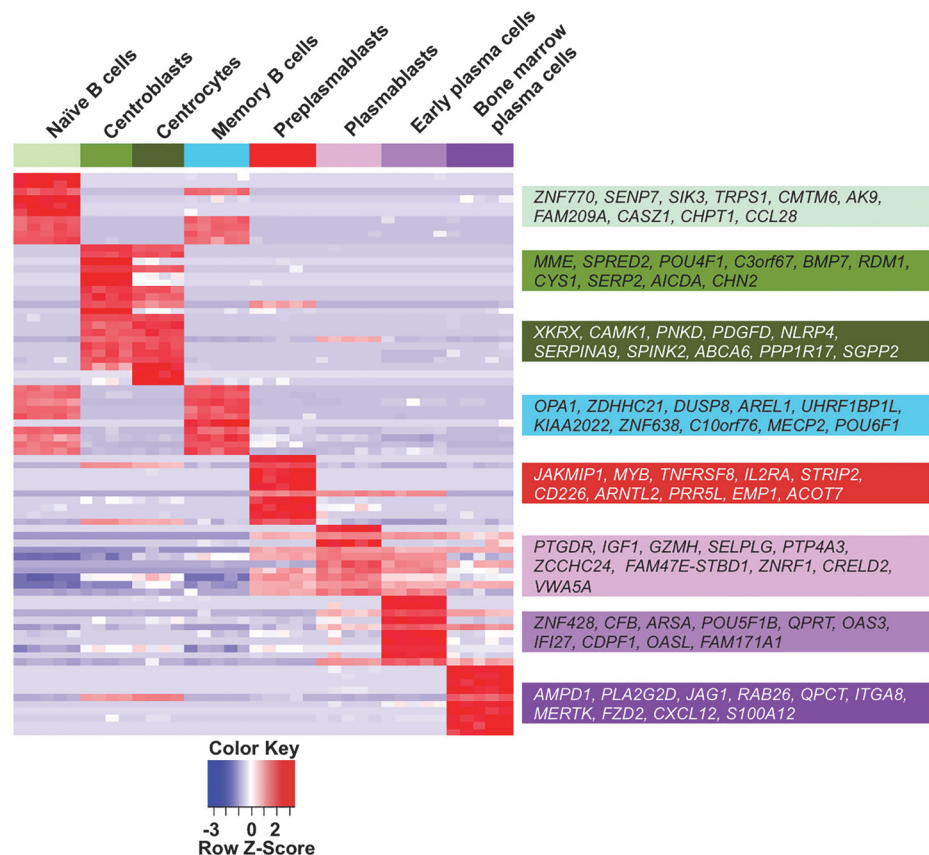 Naïve B cells
Centroblasts
Centrocytes
Memory B cells
Preplasmablasts
Plasmablasts
Early plasma cells
Bone marrow
plasma cells
ZNF770, SENP7, SIK3, TRPS1, CMTM6, AK9,
FAM209A, CASZ1, CHPT1, CCL28
MME, SPRED2, POU4F1, C3orf67, BMP7, RDM1,
CYS1, SERP2, AICDA, CHN2
XKRX, CAMK1, PNKD, PDGFD, NLRP4,
SERPINA9, SPINK2, ABCA6, PPP1R17, SGPP2
OPA1, ZDHHC21, DUSP8, AREL1, UHRF1BP1L,
KIAA2022, ZNF638, C10orf76, MECP2, POU6F1
JAKMIP1, MYB, TNFRSF8, IL2RA, STRIP2,
CD226, ARNTL2, PRR5L, EMP1, ACOT7
PTGDR, IGF1, GZMH, SELPLG, PTP4A3,
ZCCHC24, FAM47E-STBD1, ZNRF1, CRELD2,
VWA5A
ZNF428, CFB, ARSA, POU5F1B, QPRT, OAS3,
IFI27, CDPF1, OASL, FAM171A1
AMPD1, PLA2G2D, JAG1, RAB26, QPCT, ITGA8,
MERTK, FZD2, CXCL12, S100A12
Color Key
-3 0 2
Row Z-Score